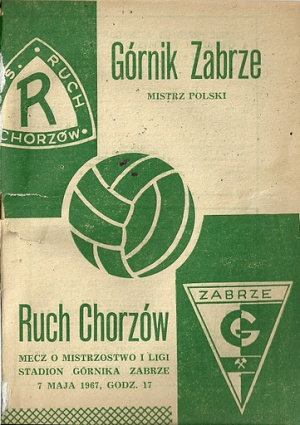 S. RUCH
R
CHORZÓW.
Górnik Zabrze
MISTRZ POLSKI
Ruch Chorzów
MECZ O MISTRZOSTWO I LIGI
STADION GÓRNIKA ZABRZE
7 MAJA 1967, GODZ. 17
ZABRZE
G